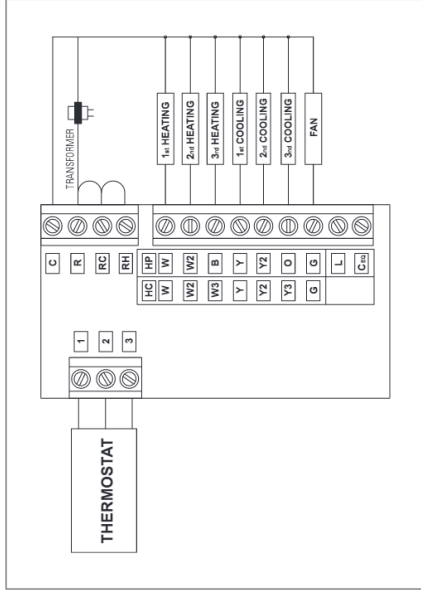 THERMOSTAT
1
2
3
C
R
RC
RH
HC HP
W W
W2 W2
W3 B
Y Y
Y2 Y2
Y3 O
G G
L
CEQ
TRANSFORMER
1st HEATING
2nd HEATING
3rd HEATING
1st COOLING
2nd COOLING
3rd COOLING
FAN